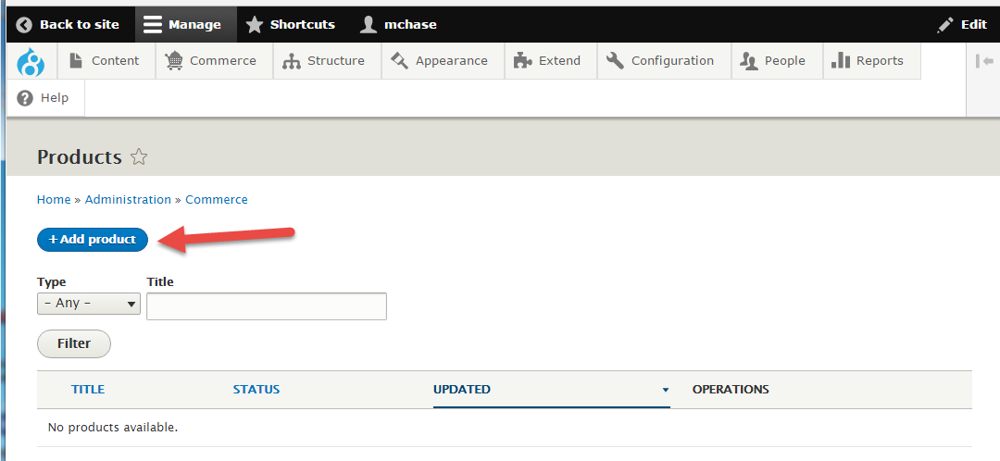 Back to site Manage Shortcuts mchase Edit
Content Commerce Structure Appearance Extend Configuration People Reports
Help
Products
Home » Administration » Commerce
+Add product
Type Title
- Any -
Filter
TITLE STATUS UPDATED OPERATIONS
No products available.